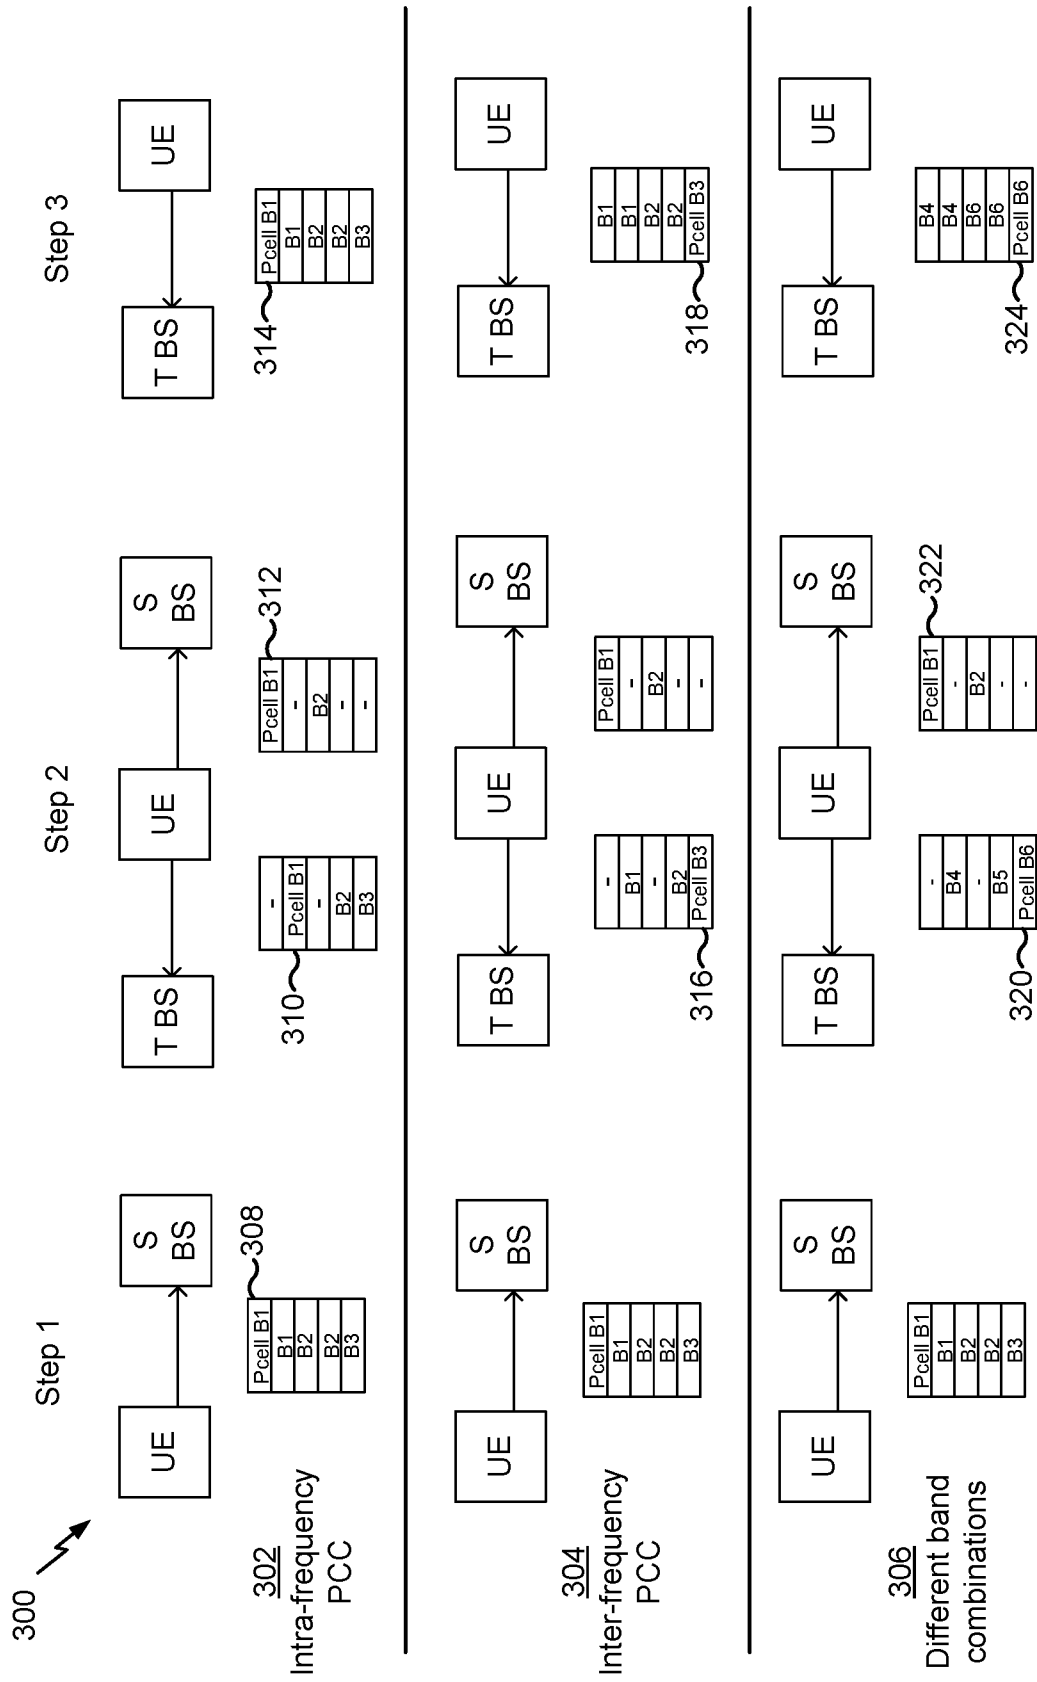 300
Step 1
Step 2
Step 3
302
Intra-frequency
PCC
UE
S
BS
308
Pcell B1
B1
B2
B2
B3
T BS
UE
S
BS
310
-
Pcell B1
-
B2
B3
312
Pcell B1
-
B2
-
-
T BS
UE
314
Pcell B1
B1
B2
B2
B3
304
Inter-frequency
PCC
UE
S
BS
Pcell B1
B1
B2
B2
B3
T BS
UE
S
BS
316
-
B1
-
B2
Pcell B3
Pcell B1
-
B2
-
-
T BS
UE
318
B1
B1
B2
B2
Pcell B3
306
Different band
combinations
UE
S
BS
Pcell B1
B1
B2
B2
B3
T BS
UE
S
BS
320
-
B4
-
B5
Pcell B6
322
Pcell B1
-
B2
-
-
T BS
UE
324
B4
B4
B6
B6
Pcell B6